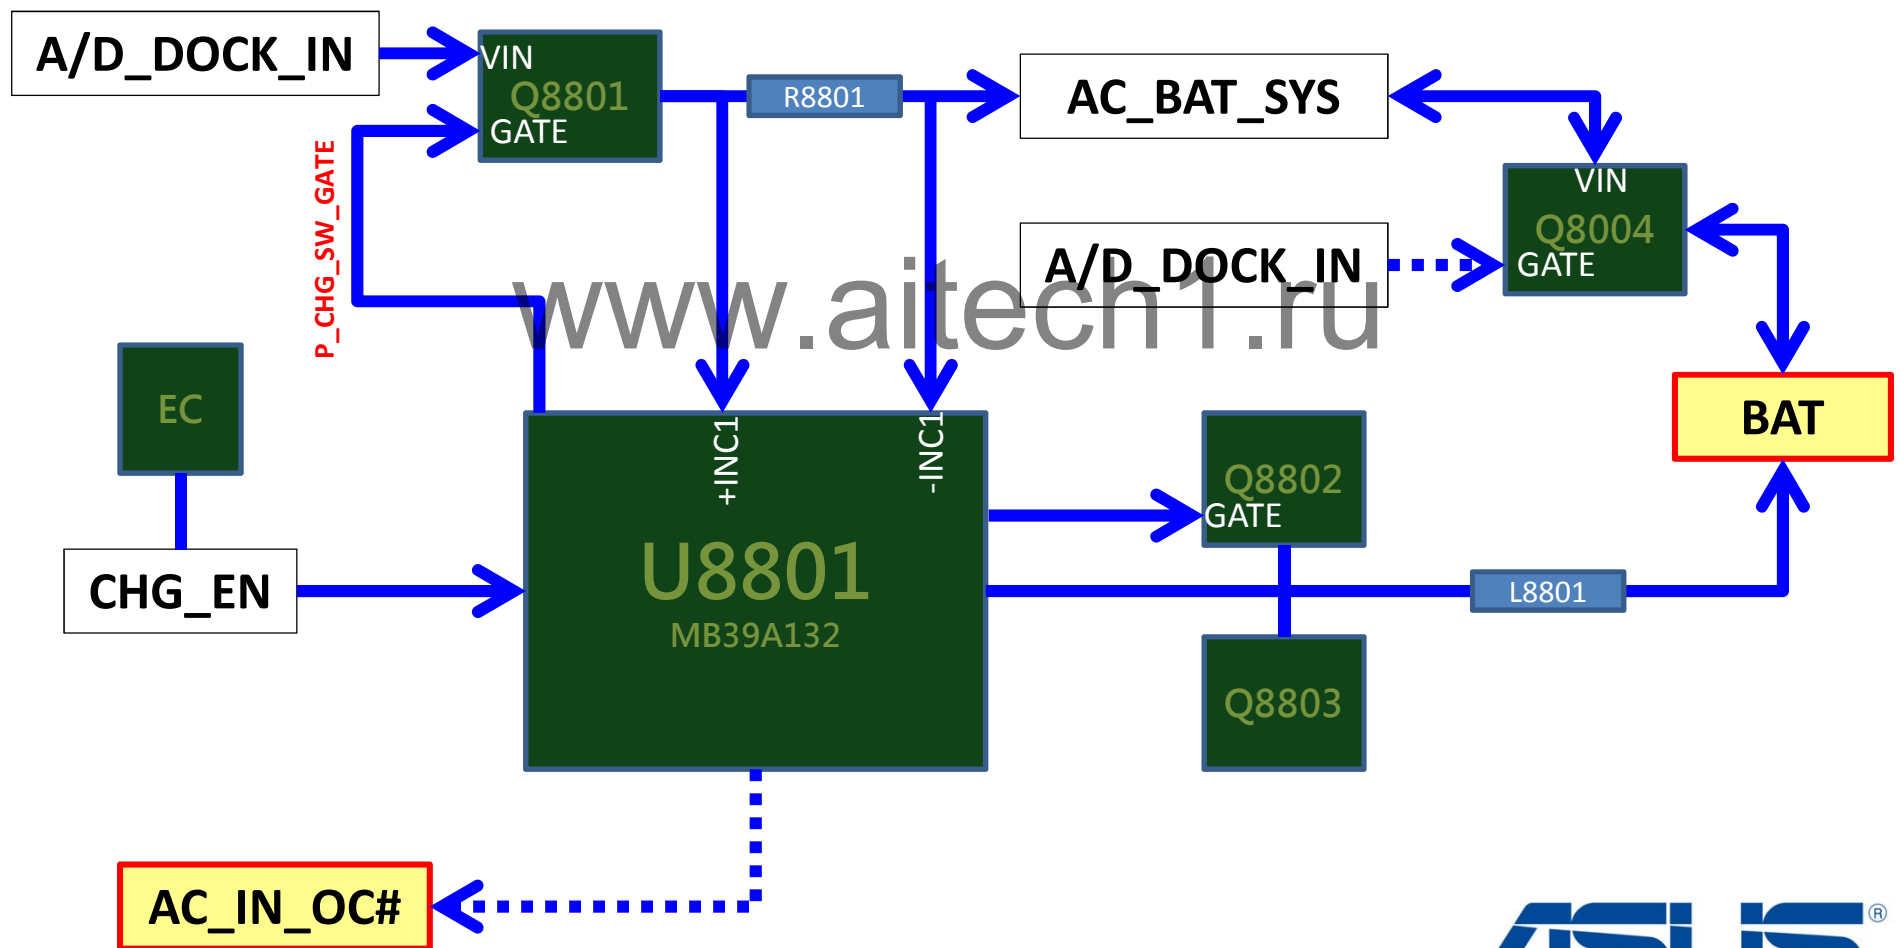 A/D_DOCK_IN
VIN
Q8801
GATE
R8801
AC_BAT_SYS
VIN
Q8004
GATE
A/D_DOCK_IN
P_CHG_SW_GATE
www.aitech1.ru
EC
BAT
+INC1
-INC1
Q8802
GATE
U8801
MB39A132
CHG_EN
L8801
Q8803
AC_IN_OC#
ASUS®